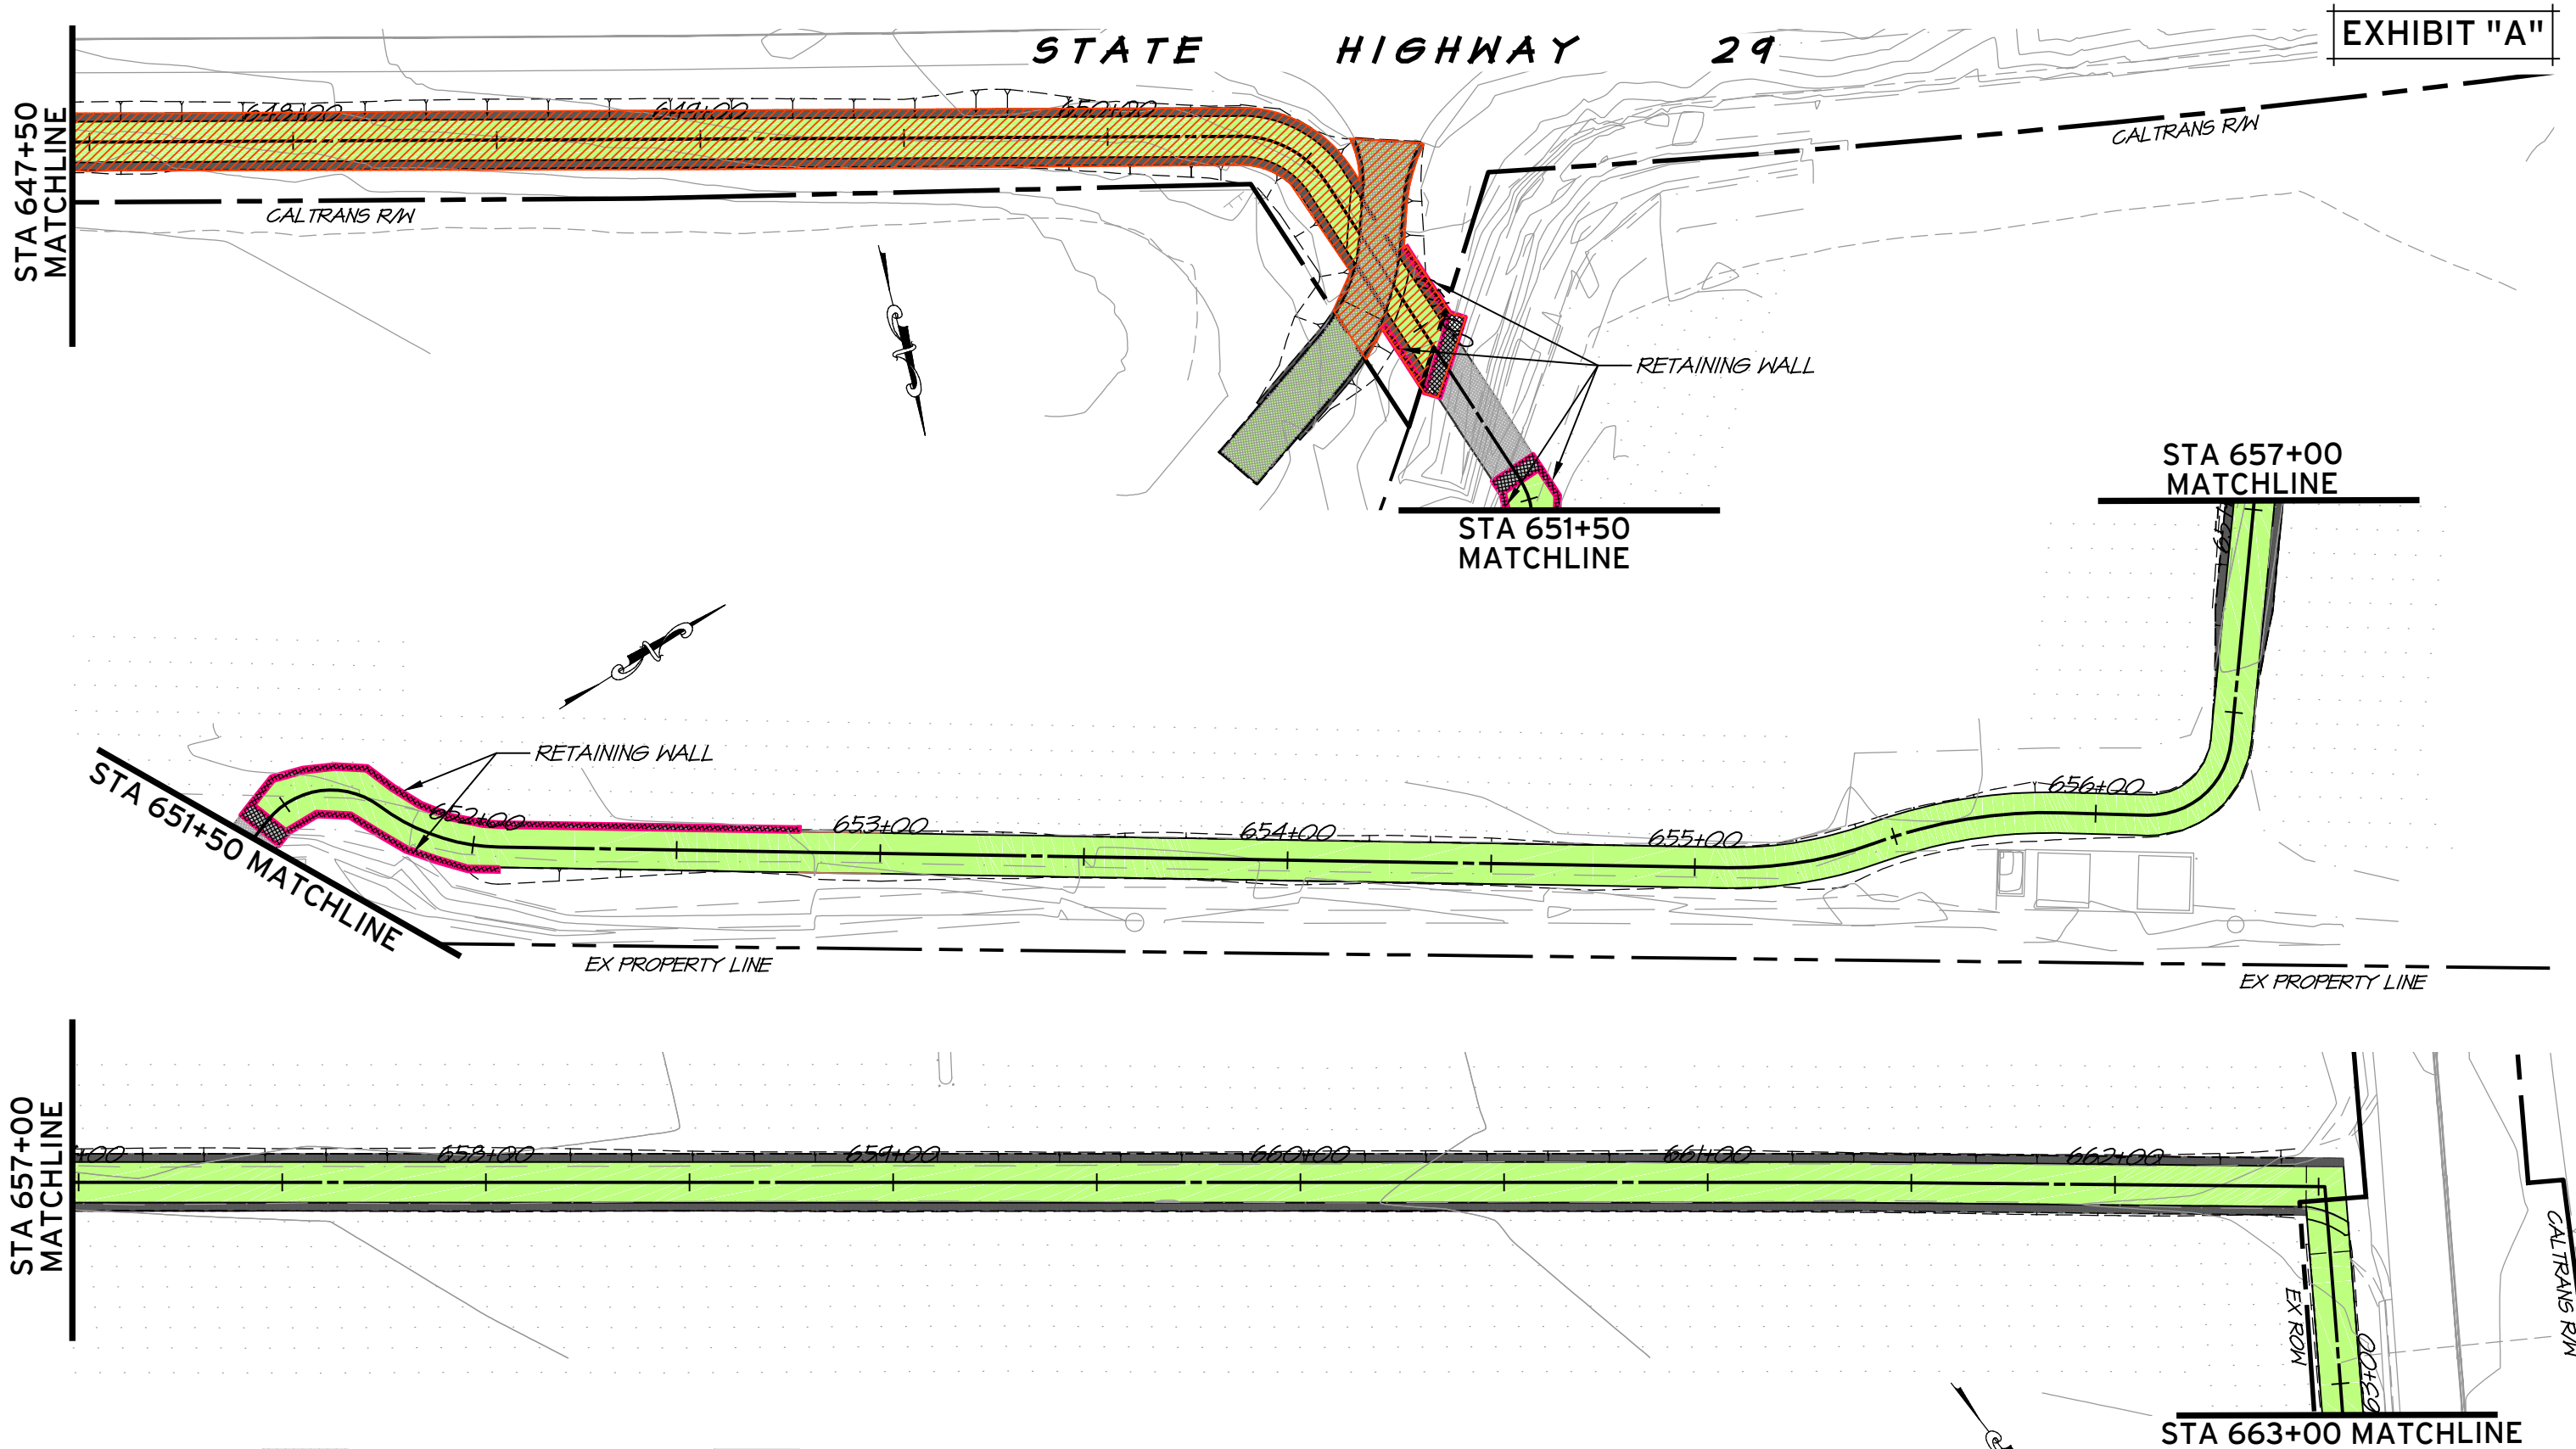 EXHIBIT "A"
STATE HIGHWAY 29
STA 647+50
MATCHLINE
648+00
649+00
650+00
CALTRANS R/W
CALTRANS R/W
RETAINING WALL
STA 651+50
MATCHLINE
STA 657+00
MATCHLINE
N
N
RETAINING WALL
STA 651+50 MATCHLINE
652+00
653+00
654+00
655+00
656+00
EX PROPERTY LINE
EX PROPERTY LINE
STA 657+00
MATCHLINE
+00
658+00
659+00
660+00
661+00
662+00
EX ROW
63+00
CALTRANS R/W
STA 663+00 MATCHLINE